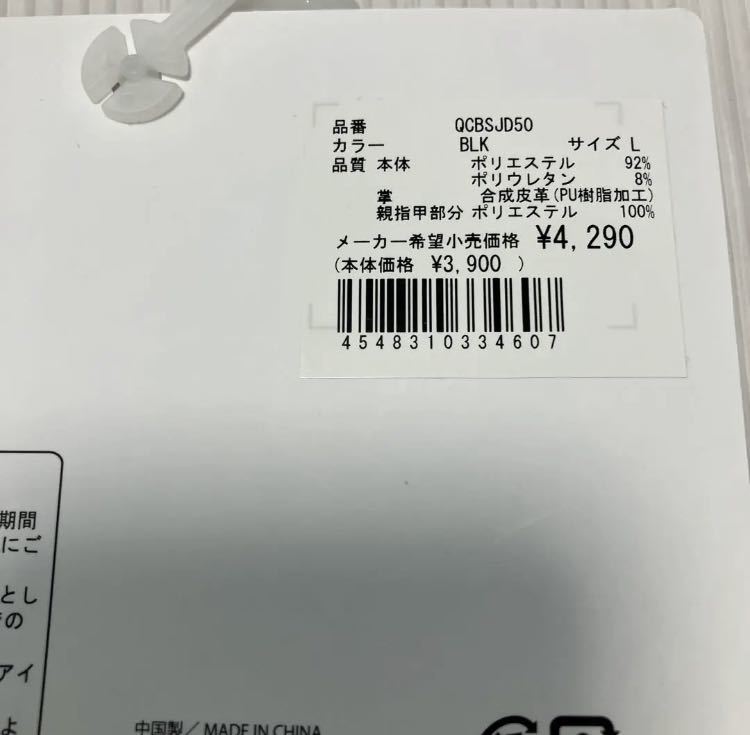 品番 QCBSJD50
カラー BLK サイズ L
品質 本体 ポリエステル 92%
ポリウレタン 8%
掌 合成皮革(PU樹脂加工)
親指甲部分 ポリエステル 100%
メーカー希望小売価格 ¥4,290
(本体価格 ¥3,900 )
4548310334607
期間
にご
とし
の
アイ
よ
中国製/MADE IN CHINA